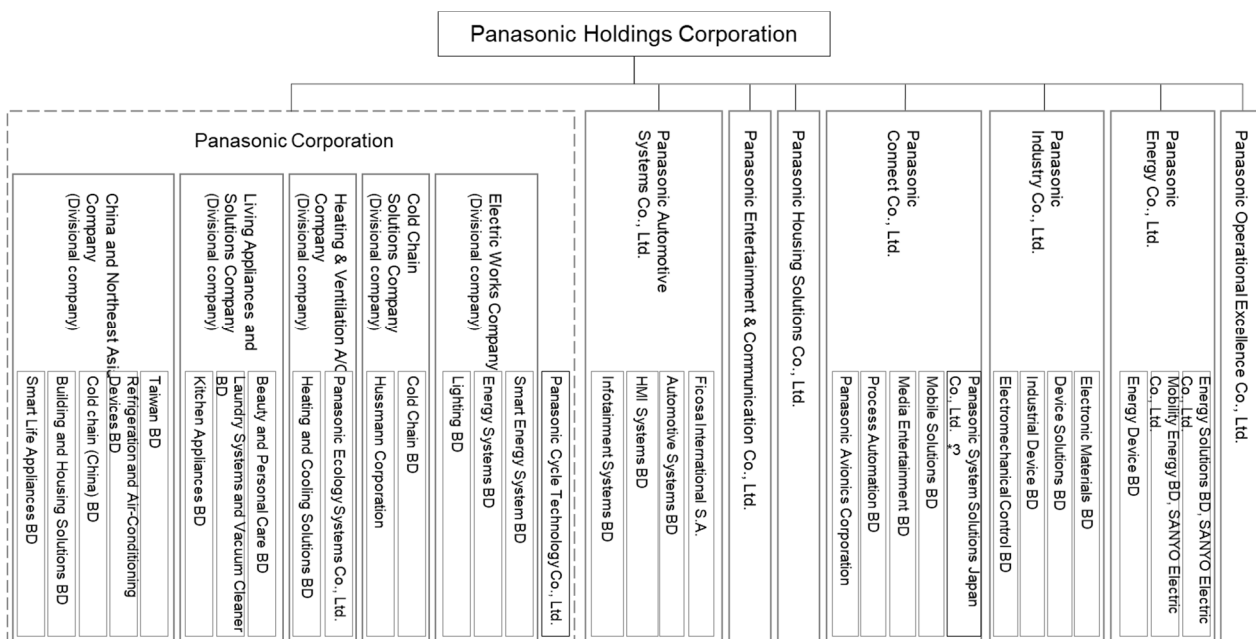 Panasonic Holdings Corporation
Panasonic Corporation
China and Northeast Asi
Company
(Divisional company)
Smart Life Appliances BD
Building and Housing Solutions BD
Cold chain (China) BD
Refrigeration and Air-Conditioning
Devices BD
Taiwan BD
Living Appliances and
Solutions Company
(Divisional company)
Kitchen Appliances BD
Laundry Systems and Vacuum Cleaner
BD
Beauty and Personal Care BD
Heating & Ventilation A/C
Company
(Divisional company)
Heating and Cooling Solutions BD
Panasonic Ecology Systems Co., Ltd.
Cold Chain
Solutions Company
(Divisional company)
Hussmann Corporation
Cold Chain BD
Electric Works Company
(Divisional company)
Lighting BD
Energy Systems BD
Smart Energy System BD
Panasonic Cycle Technology Co., Ltd.
Panasonic Automotive
Systems Co., Ltd.
Infotainment Systems BD
HMI Systems BD
Automotive Systems BD
Ficosa International S.A.
Panasonic Entertainment & Communication Co., Ltd.
Panasonic Housing Solutions Co., Ltd.
Panasonic
Connect Co., Ltd.
Panasonic Avionics Corporation
Process Automation BD
Media Entertainment BD
Mobile Solutions BD
Panasonic System Solutions Japan
Co., Ltd. *3
Panasonic
Industry Co., Ltd.
Electromechanical Control BD
Industrial Device BD
Device Solutions BD
Electronic Materials BD
Panasonic
Energy Co., Ltd.
Energy Device BD
Mobility Energy BD, SANYO Electric
Co., Ltd.
Energy Solutions BD, SANYO Electric
Co., Ltd.
Panasonic Operational Excellence Co., Ltd.